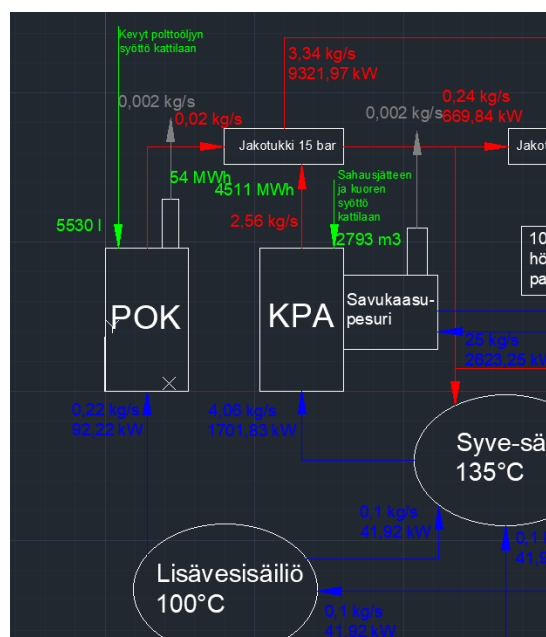 Kevyt polttoöljyn
syöttö kattilaan
3,34 kg/s
9321,97 kW
0,002 kg/s
0,02 kg/s
0,002 kg/s
0,24 kg/s
669,84 kW
Jakotukki 15 bar
54 MWh
4511 MWh
Sahausjätteen
ja kuoren
syöttö
kattilaan
5530 l
2,56 kg/s
2793 m3
POK
KPA
Savukaasu-
pesuri
25 kg/s
2623,25 kW
0,22 kg/s
92,22 kW
4,06 kg/s
1701,83 kW
135°C
0,1 kg/s
41,92 kW
Lisävesisäiliö
100°C
0,1 kg/s
41,92 kW